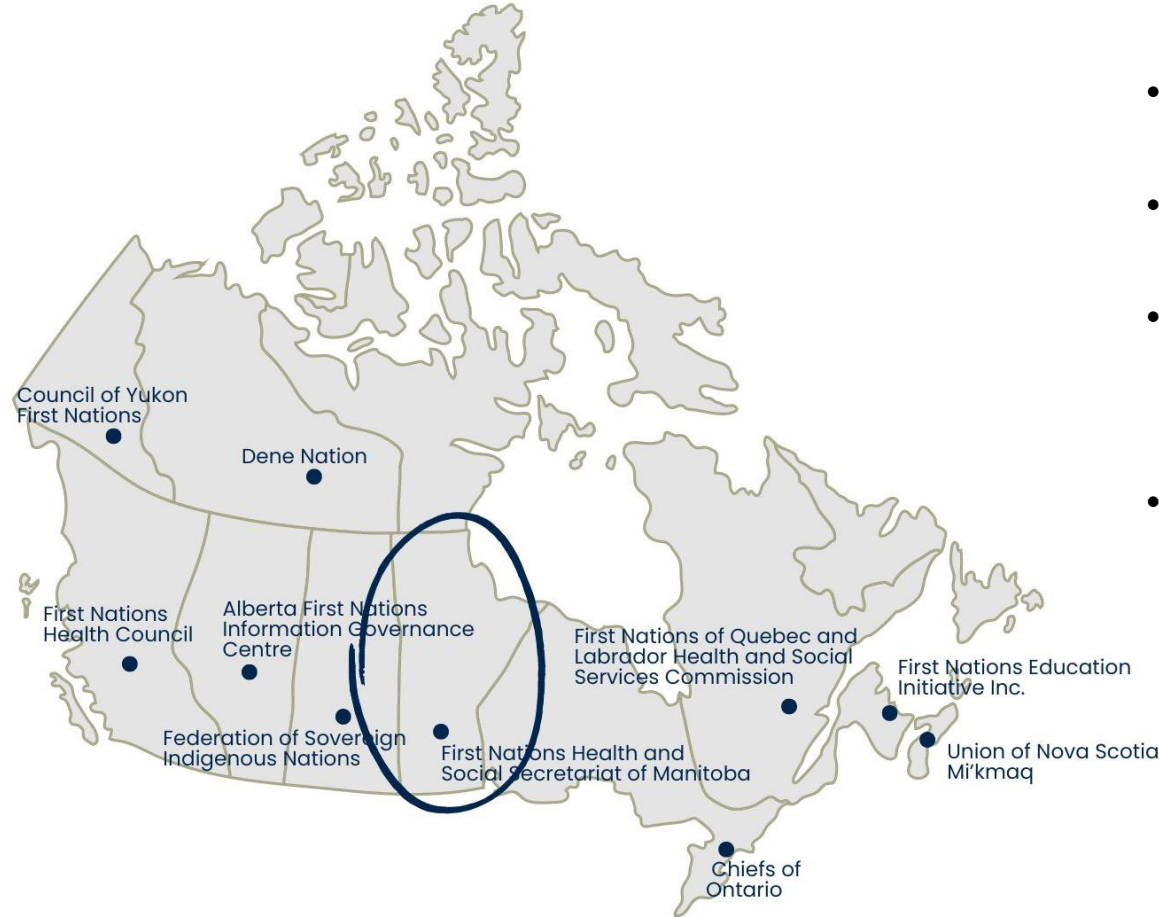 Council of Yukon
First Nations
Dene Nation
First Nations
Health Council
Alberta First Nations
Information Governance
Centre
Federation of Sovereign
Indigenous Nations
First Nations Health and
Social Secretariat of Manitoba
First Nations of Quebec and
Labrador Health and Social
Services Commission
First Nations Education
Initiative Inc.
Union of Nova Scotia
Mi'kmaq
Chiefs of
Ontario